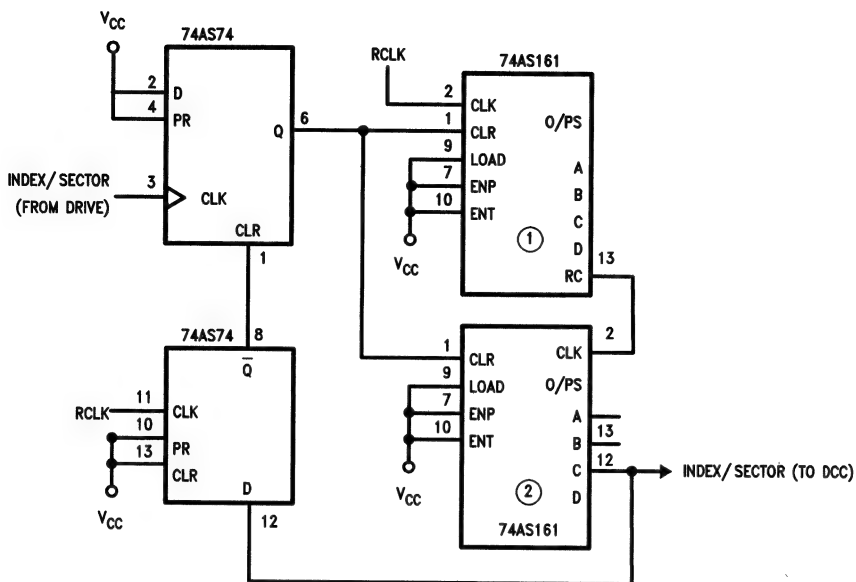 VCC
74AS74
2
D
4
PR
Q
6
INDEX/SECTOR
(FROM DRIVE)
3
CLK
CLR
1
RCLK
74AS161
2
CLK
1
CLR
9
LOAD
7
ENP
10
ENT
O/PS
A
B
C
D
RC
13
1
VCC
74AS74
8
Q
RCLK
11
CLK
10
PR
13
CLR
D
12
VCC
1
CLR
9
LOAD
7
ENP
10
ENT
VCC
CLK
2
O/PS
A
B
13
C
12
D
2
74AS161
INDEX/SECTOR (TO DCC)